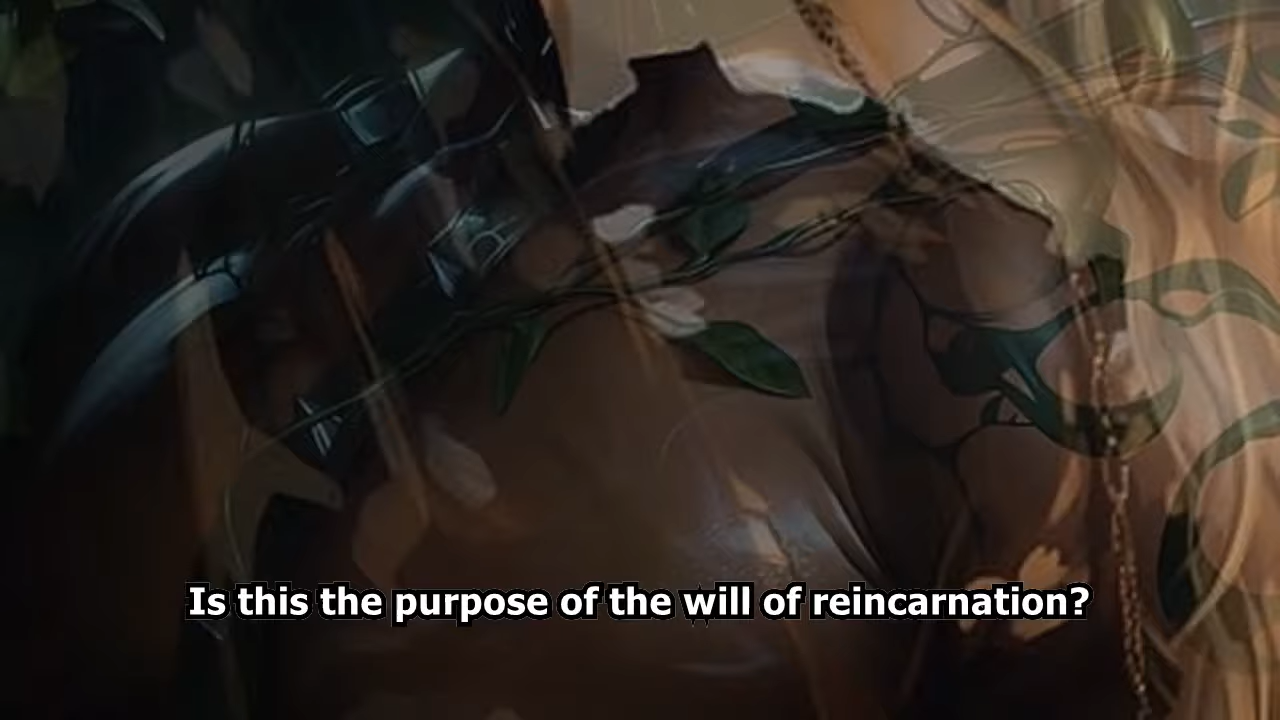 Is this the purpose of the will of reincarnation?